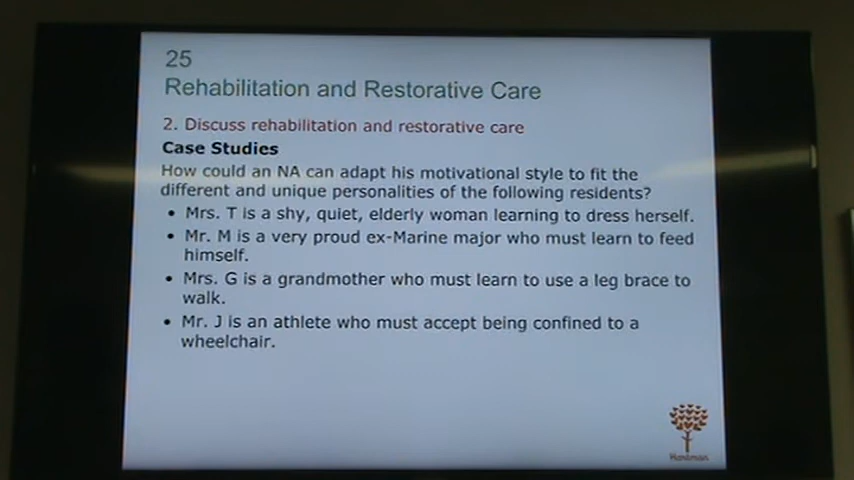 25
Rehabilitation and Restorative Care
2. Discuss rehabilitation and restorative care
Case Studies
How could an NA can adapt his motivational style to fit the
different and unique personalities of the following residents?
• Mrs. T is a shy, quiet, elderly woman learning to dress herself.
• Mr. M is a very proud ex-Marine major who must learn to feed
himself.
• Mrs. G is a grandmother who must learn to use a leg brace to
walk.
• Mr. J is an athlete who must accept being confined to a
wheelchair.
Hartman